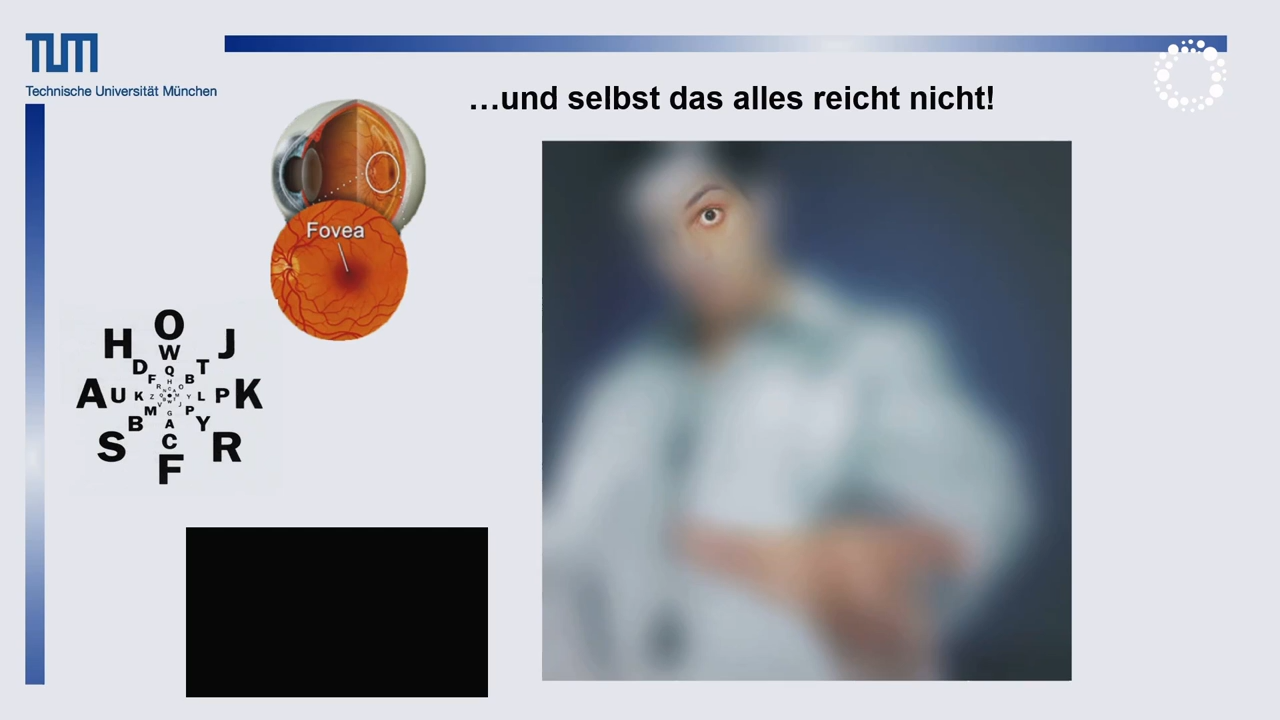 TUM
Technische Universität München
…und selbst das alles reicht nicht!
Fovea
O
H J
W
D T
Q
F B
A U K L P K
M P
B A Y
C
S R
F